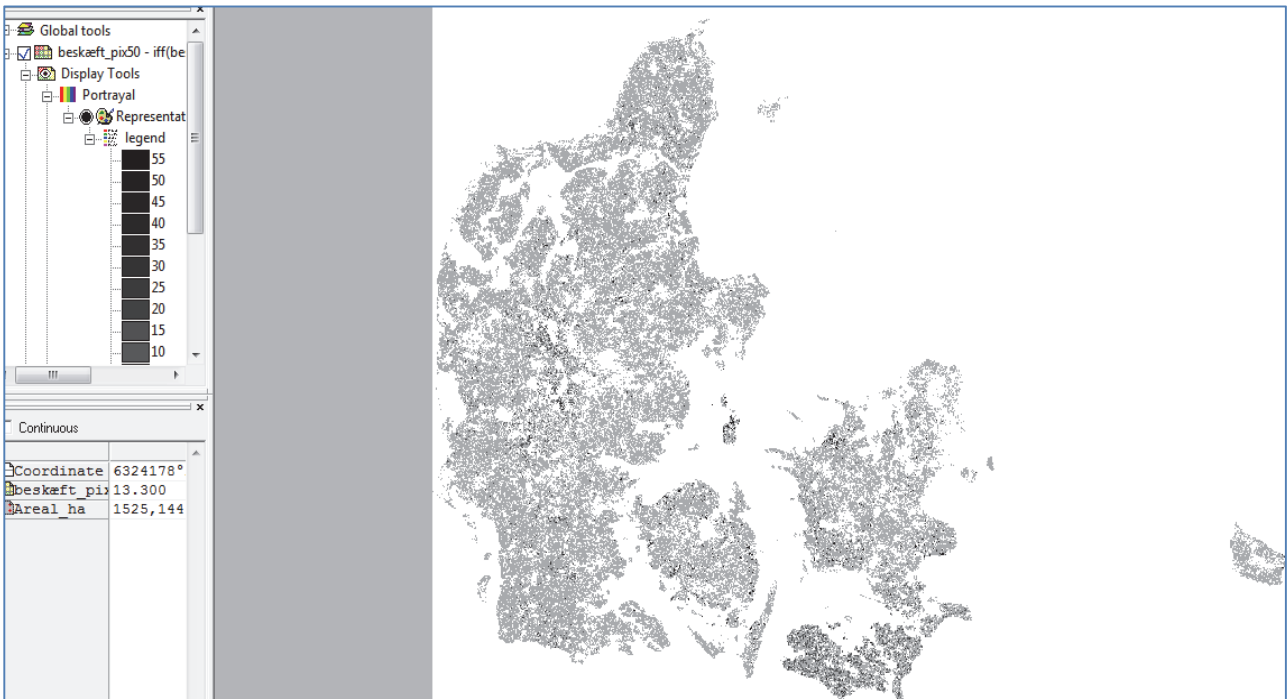 Global tools
beskæft_pix50 - iff(be
Display Tools
Portrayal
Representat
legend
55
50
45
40
35
30
25
20
15
10
Continuous
Coordinate 6324178°
beskæft_pi 13.300
Areal_ha 1525,144